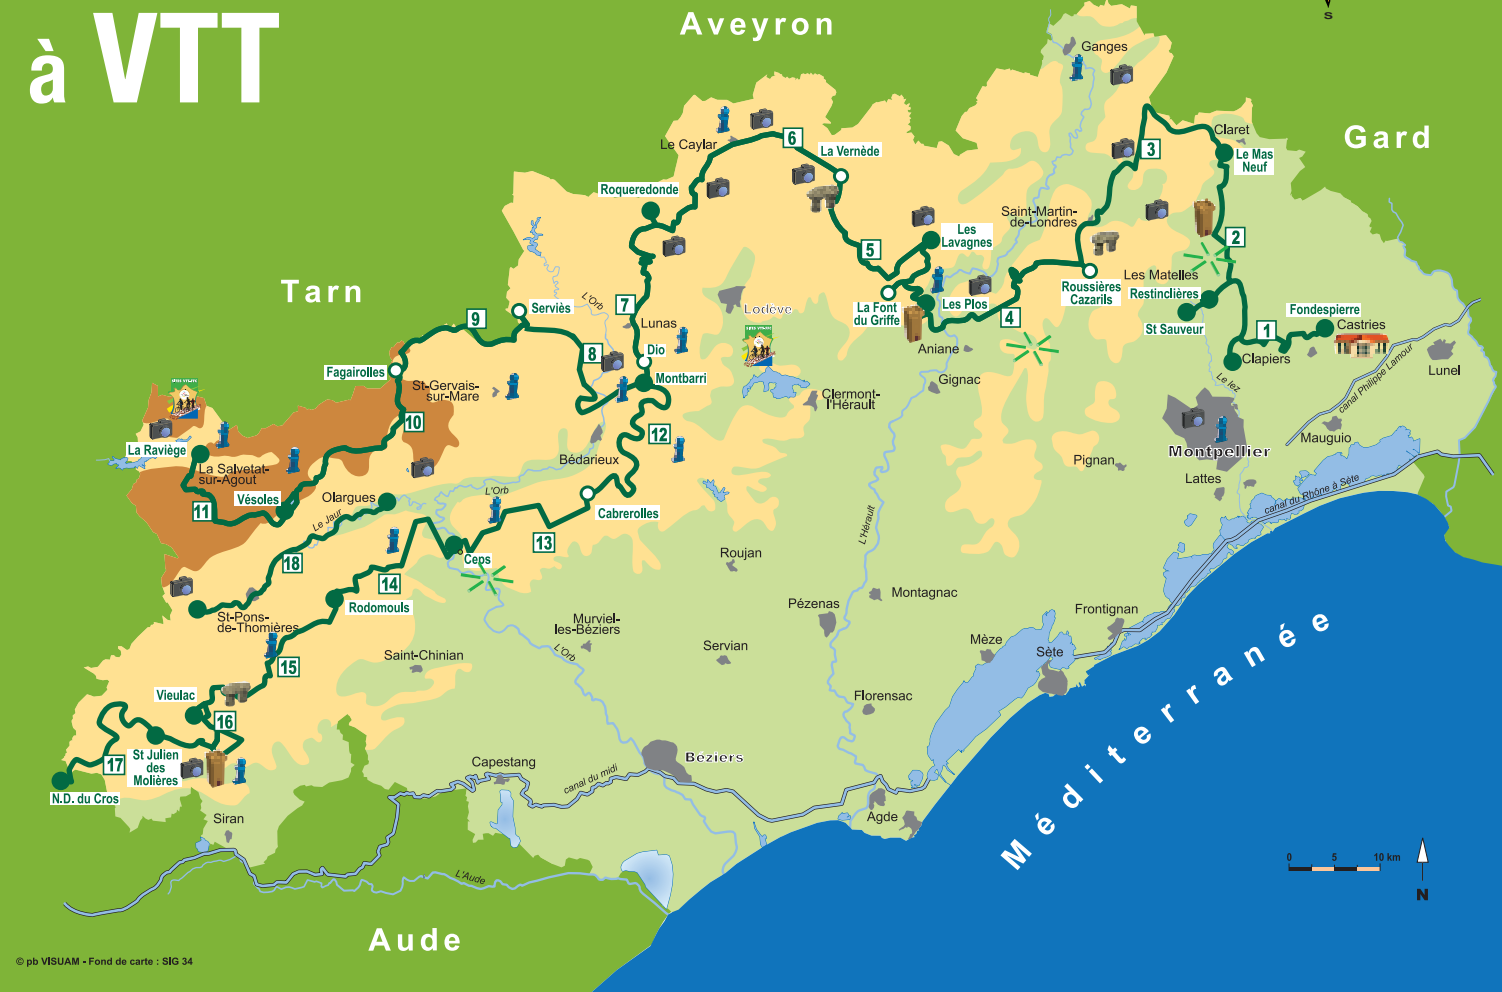 à VTT
Aveyron
S
Ganges
Gard
Claret
Le Mas
Neuf
3
6
Le Caylar
La Vernède
Roqueredonde
Saint-Martin-
de-Londres
Les
Lavagnes
5
2
Tarn
Les Matelles
Roussières
Cazarils
Restinclières
St Sauveur
Fondespierre
Castries
1
Clapiers
Lunel
canal Philippe Lamour
Le lez
Mauguio
Montpellier
Lattes
canal du Rhône à Sète
La Font
du Griffe
Les Plos
4
Aniane
Gignac
Lodève
Clermont-
l'Hérault
Pignan
L'Orb
7
Lunas
Serviès
9
8
Dio
Montbarri
Fagairolles
St-Gervais-
sur-Mare
10
12
Bédarieux
La Raviège
La Salvetat-
sur-Agout
Vésoles
11
Olargues
Le Jaur
L'Orb
Cabrerolles
13
Ceps
18
14
Rodomouls
St-Pons-
de-Thomières
15
Saint-Chinian
Roujan
L'Hérault
Pézenas
Montagnac
Murviel-
les-Béziers
L'Orb
Servian
Frontignan
Mèze
Sète
Florensac
Vieulac
16
St Julien
des
Molières
17
N.D. du Cros
Siran
Capestang
canal du midi
Béziers
Agde
L'Aude
Aude
Méditerranée
0 5 10 km
N
© pb VISUAM - Fond de carte : SIG 34